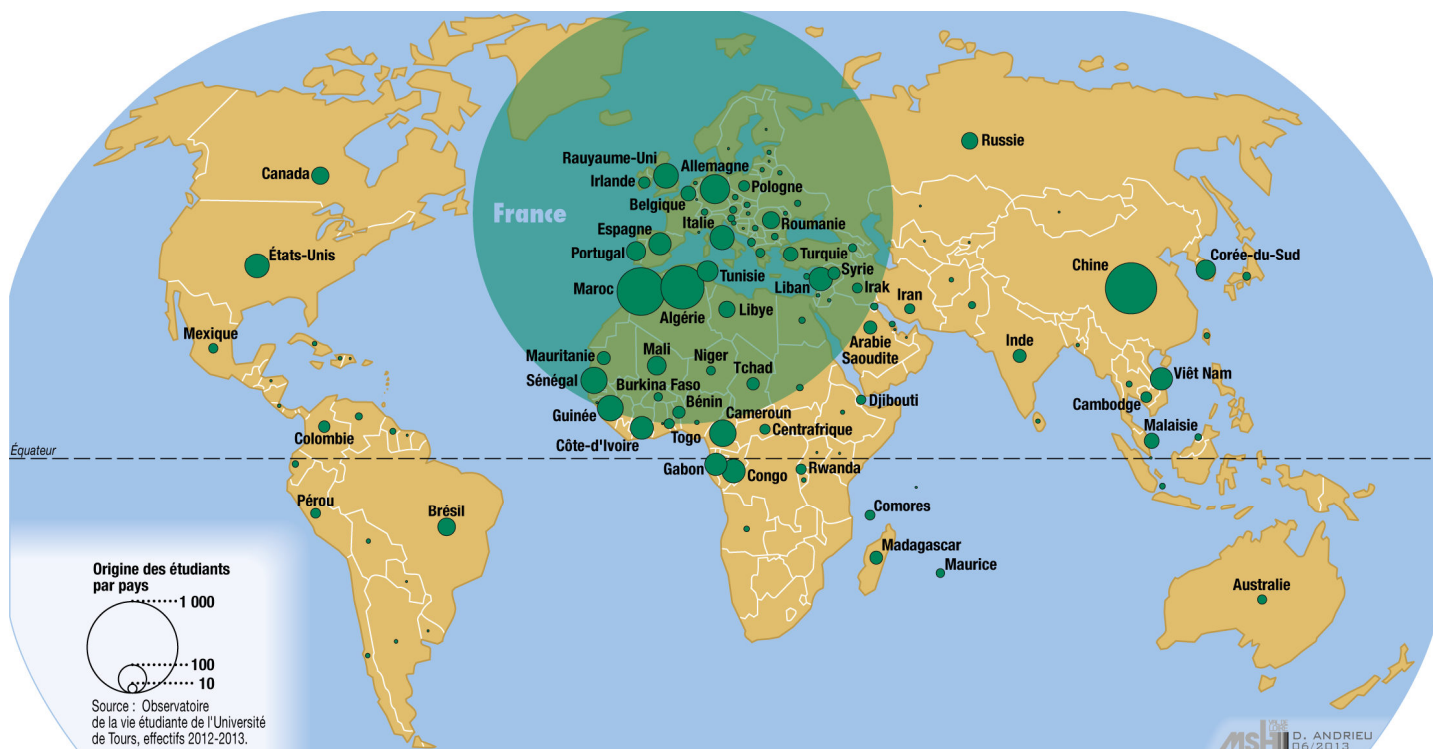 Russie
Canada
Rauyaume-Uni
Allemagne
Irlande
Pologne
Belgique
France
Espagne
Italie
Roumanie
Portugal
Turquie
États-Unis
Corée-du-Sud
Tunisie
Syrie
Chine
Maroc
Liban
Irak
Algérie
Libye
Iran
Mexique
Arabie
Saoudite
Inde
Mauritanie
Mali
Niger
Tchad
Sénégal
Burkina Faso
Viêt Nam
Djibouti
Cambodge
Guinée
Bénin
Cameroun
Colombie
Centrafrique
Malaisie
Côte-d'Ivoire
Togo
Équateur
Gabon
Congo
Rwanda
Pérou
Comores
Brésil
Madagascar
Maurice
Australie
Origine des étudiants
par pays
1 000
100
10
Source : Observatoire
de la vie étudiante de l'Université
de Tours, effectifs 2012-2013.
MSH
VAL DE
LOIRE
D. ANDRIEU
06/2013